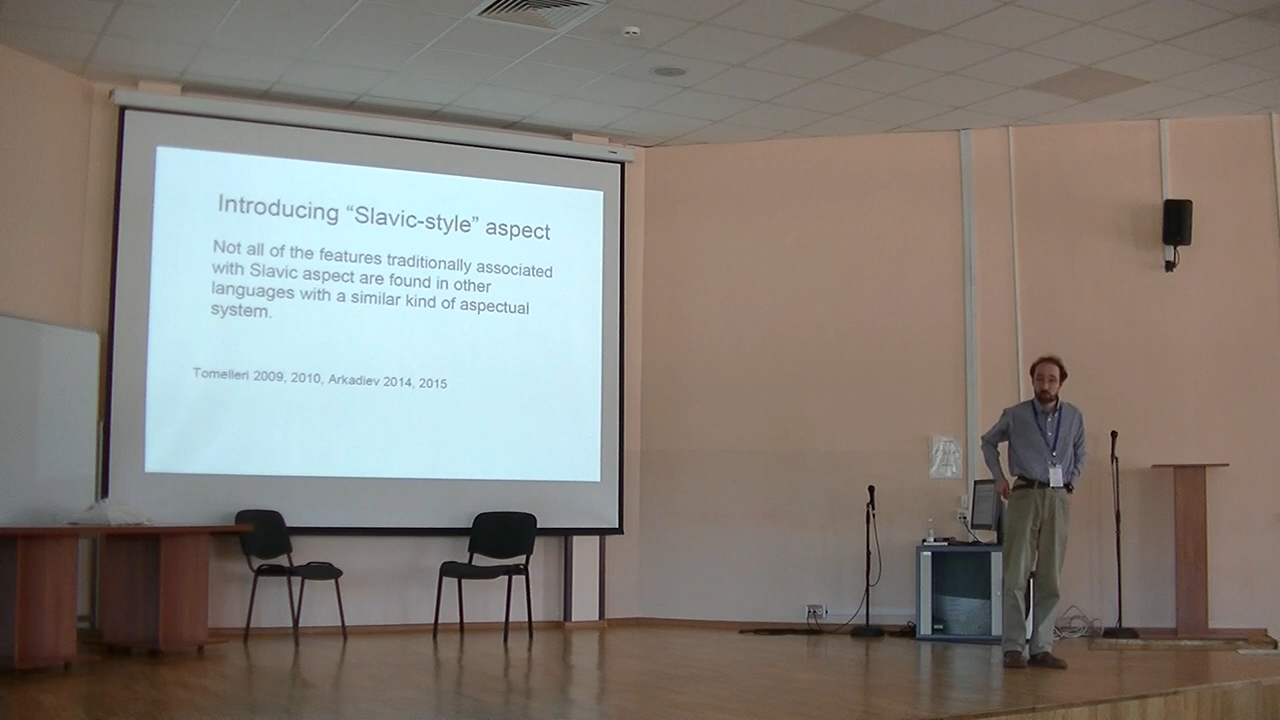 Introducing “Slavic-style” aspect
Not all of the features traditionally associated
with Slavic aspect are found in other
languages with a similar kind of aspectual
system.
Tomelleri 2009, 2010, Arkadiev 2014, 2015